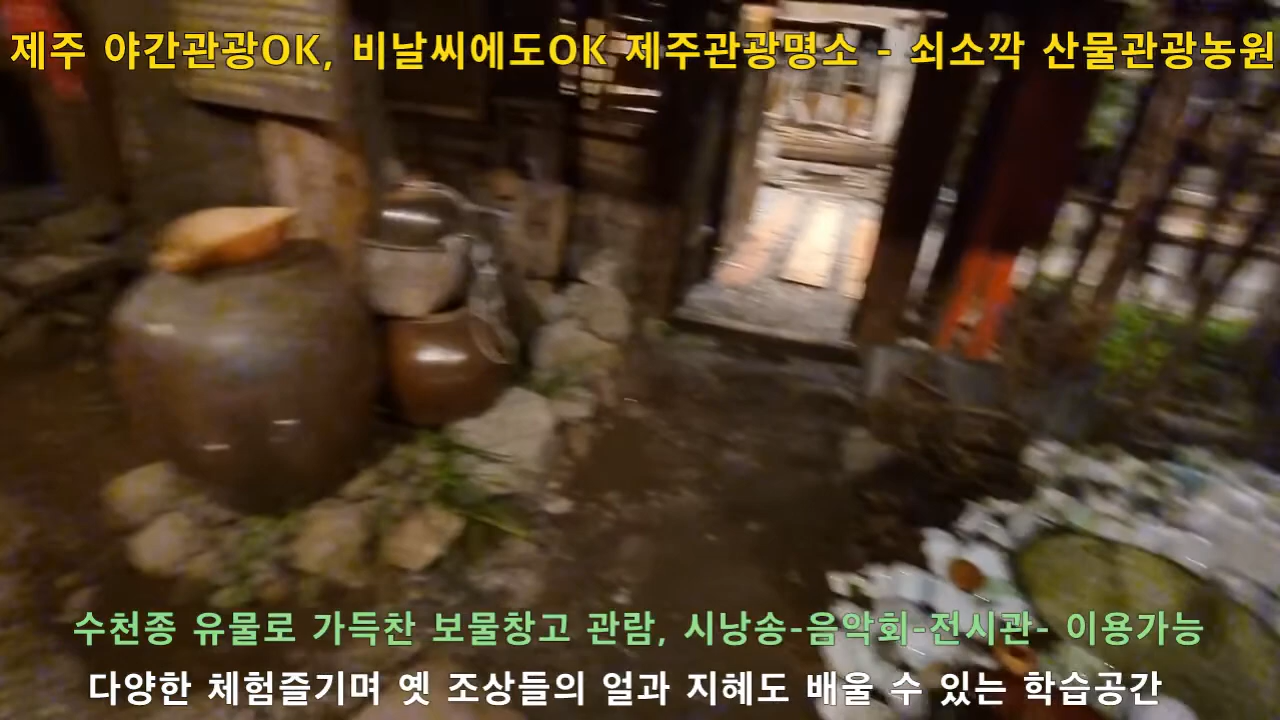 제주 야간관광OK, 비날씨에도OK 제주관광명소 - 쇠소깍 산물관광농원
수천종 유물로 가득찬 보물창고 관람, 시낭송-음악회-전시관- 이용가능
다양한 체험즐기며 옛 조상들의 얼과 지혜도 배울 수 있는 학습공간